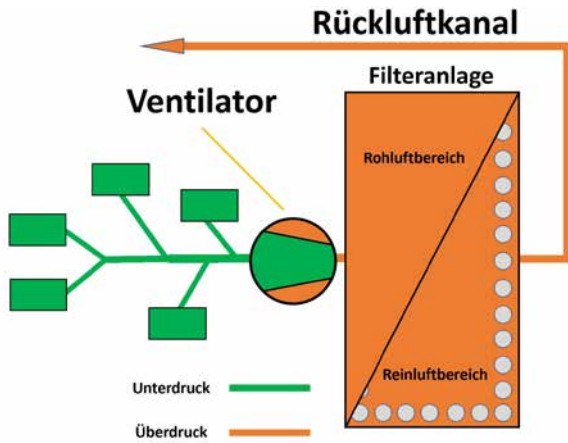 Rückluftkanal
Filteranlage
Ventilator
Rohluftbereich
Reinluftbereich
Unterdruck
Überdruck